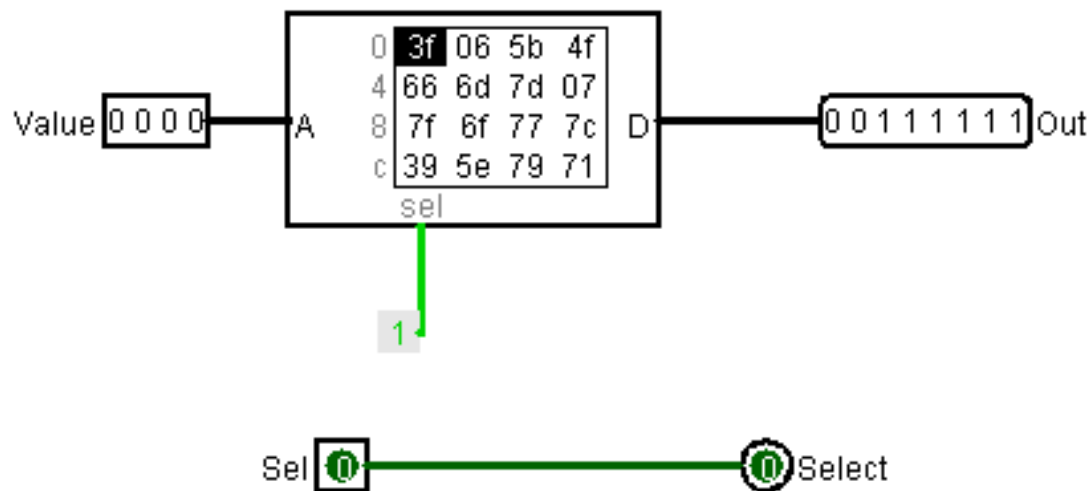 0 3f 06 5b 4f
4 66 6d 7d 07
Value 0 0 0 0 A 8 7f 6f 77 7c D 0 0 1 1 1 1 1 1 Out
c 39 5e 79 71
sel
1
Sel 0 0 Select